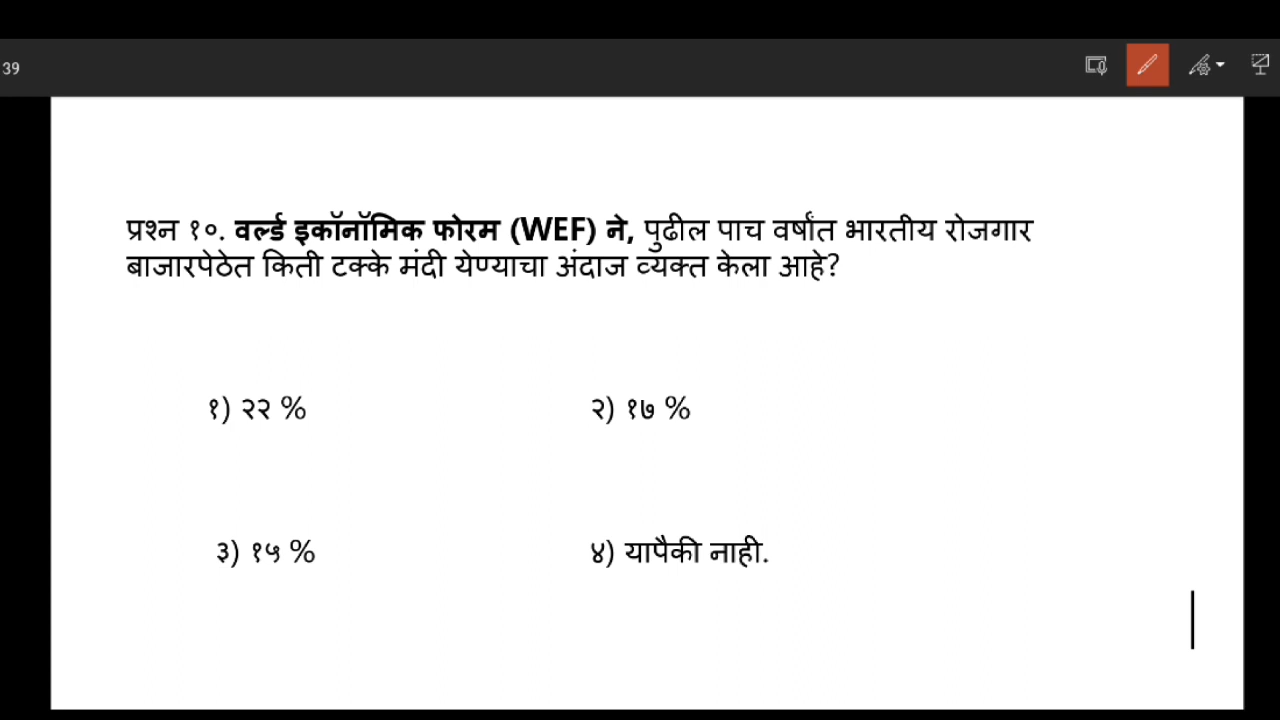 39
प्रश्न १०. वर्ल्ड इकॉनॉमिक फोरम (WEF) ने, पुढील पाच वर्षांत भारतीय रोजगार
बाजारपेठेत किती टक्के मंदी येण्याचा अंदाज व्यक्त केला आहे?
१) २२ % २) १७ %
३) १५ % ४) यापैकी नाही.